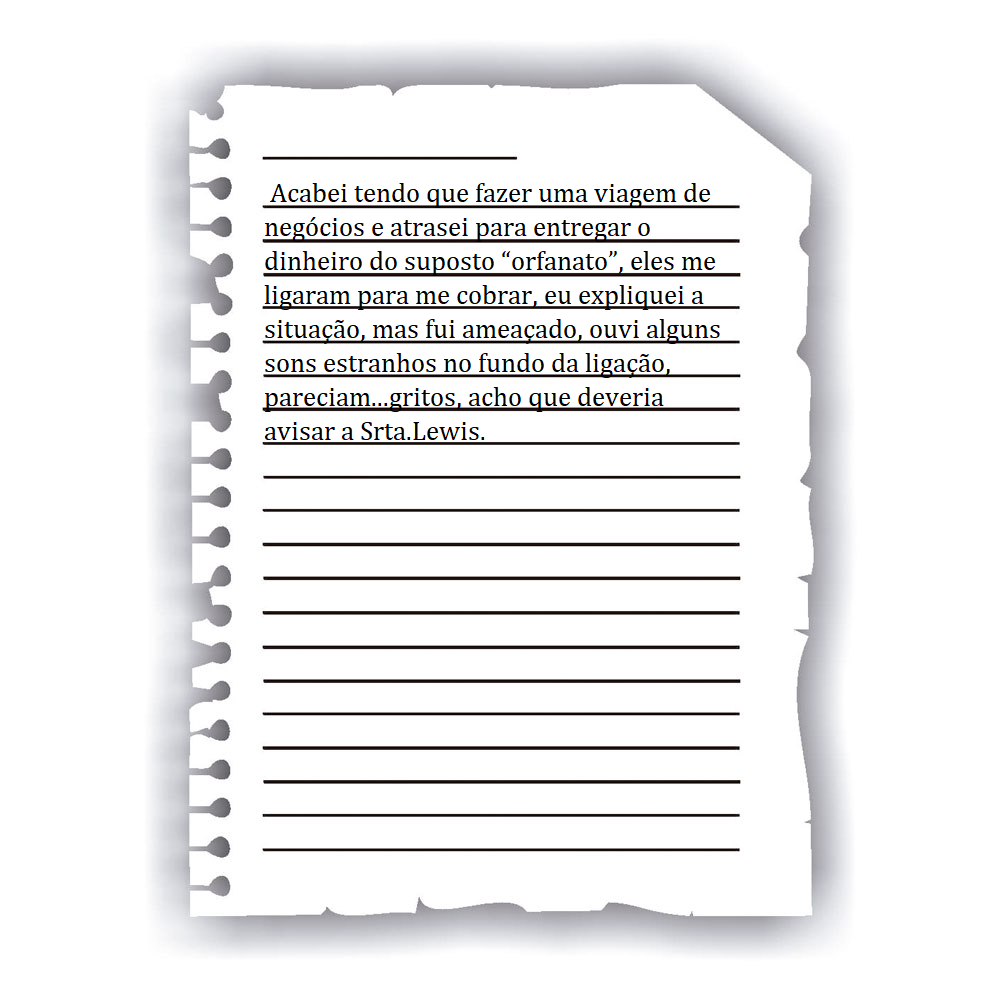 Acabei tendo que fazer uma viagem de
negócios e atrasei para entregar o
dinheiro do suposto “orfanato”, eles me
ligaram para me cobrar, eu expliquei a
situação, mas fui ameaçado, ouvi alguns
sons estranhos no fundo da ligação,
pareciam...gritos, acho que deveria
avisar a Srta.Lewis.